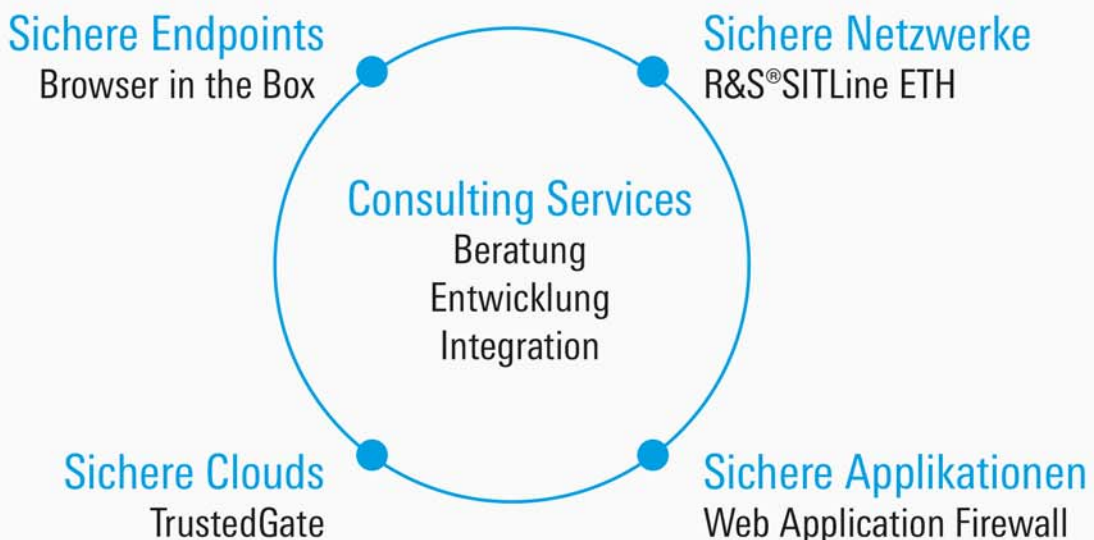 Sichere Endpoints
Browser in the Box
Sichere Netzwerke
R&S®SITLine ETH
Consulting Services
Beratung
Entwicklung
Integration
Sichere Clouds
TrustedGate
Sichere Applikationen
Web Application Firewall